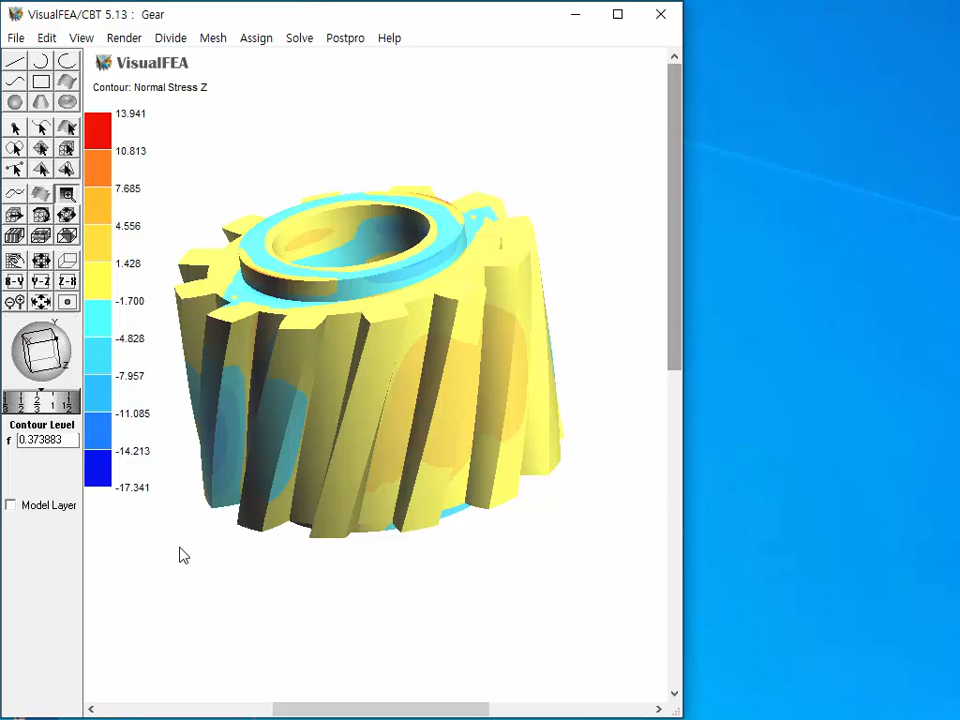 VisualFEA/CBT 5.13 : Gear
File Edit View Render Divide Mesh Assign Solve Postpro Help
VisualFEA
Contour: Normal Stress Z
13.941
10.813
7.685
4.556
1.428
-1.700
-4.828
-7.957
-11.085
-14.213
-17.341
X-Y Y-Z Z-X
Y
Z
1 1/2
Contour Level
f 0.373883
Model Layer